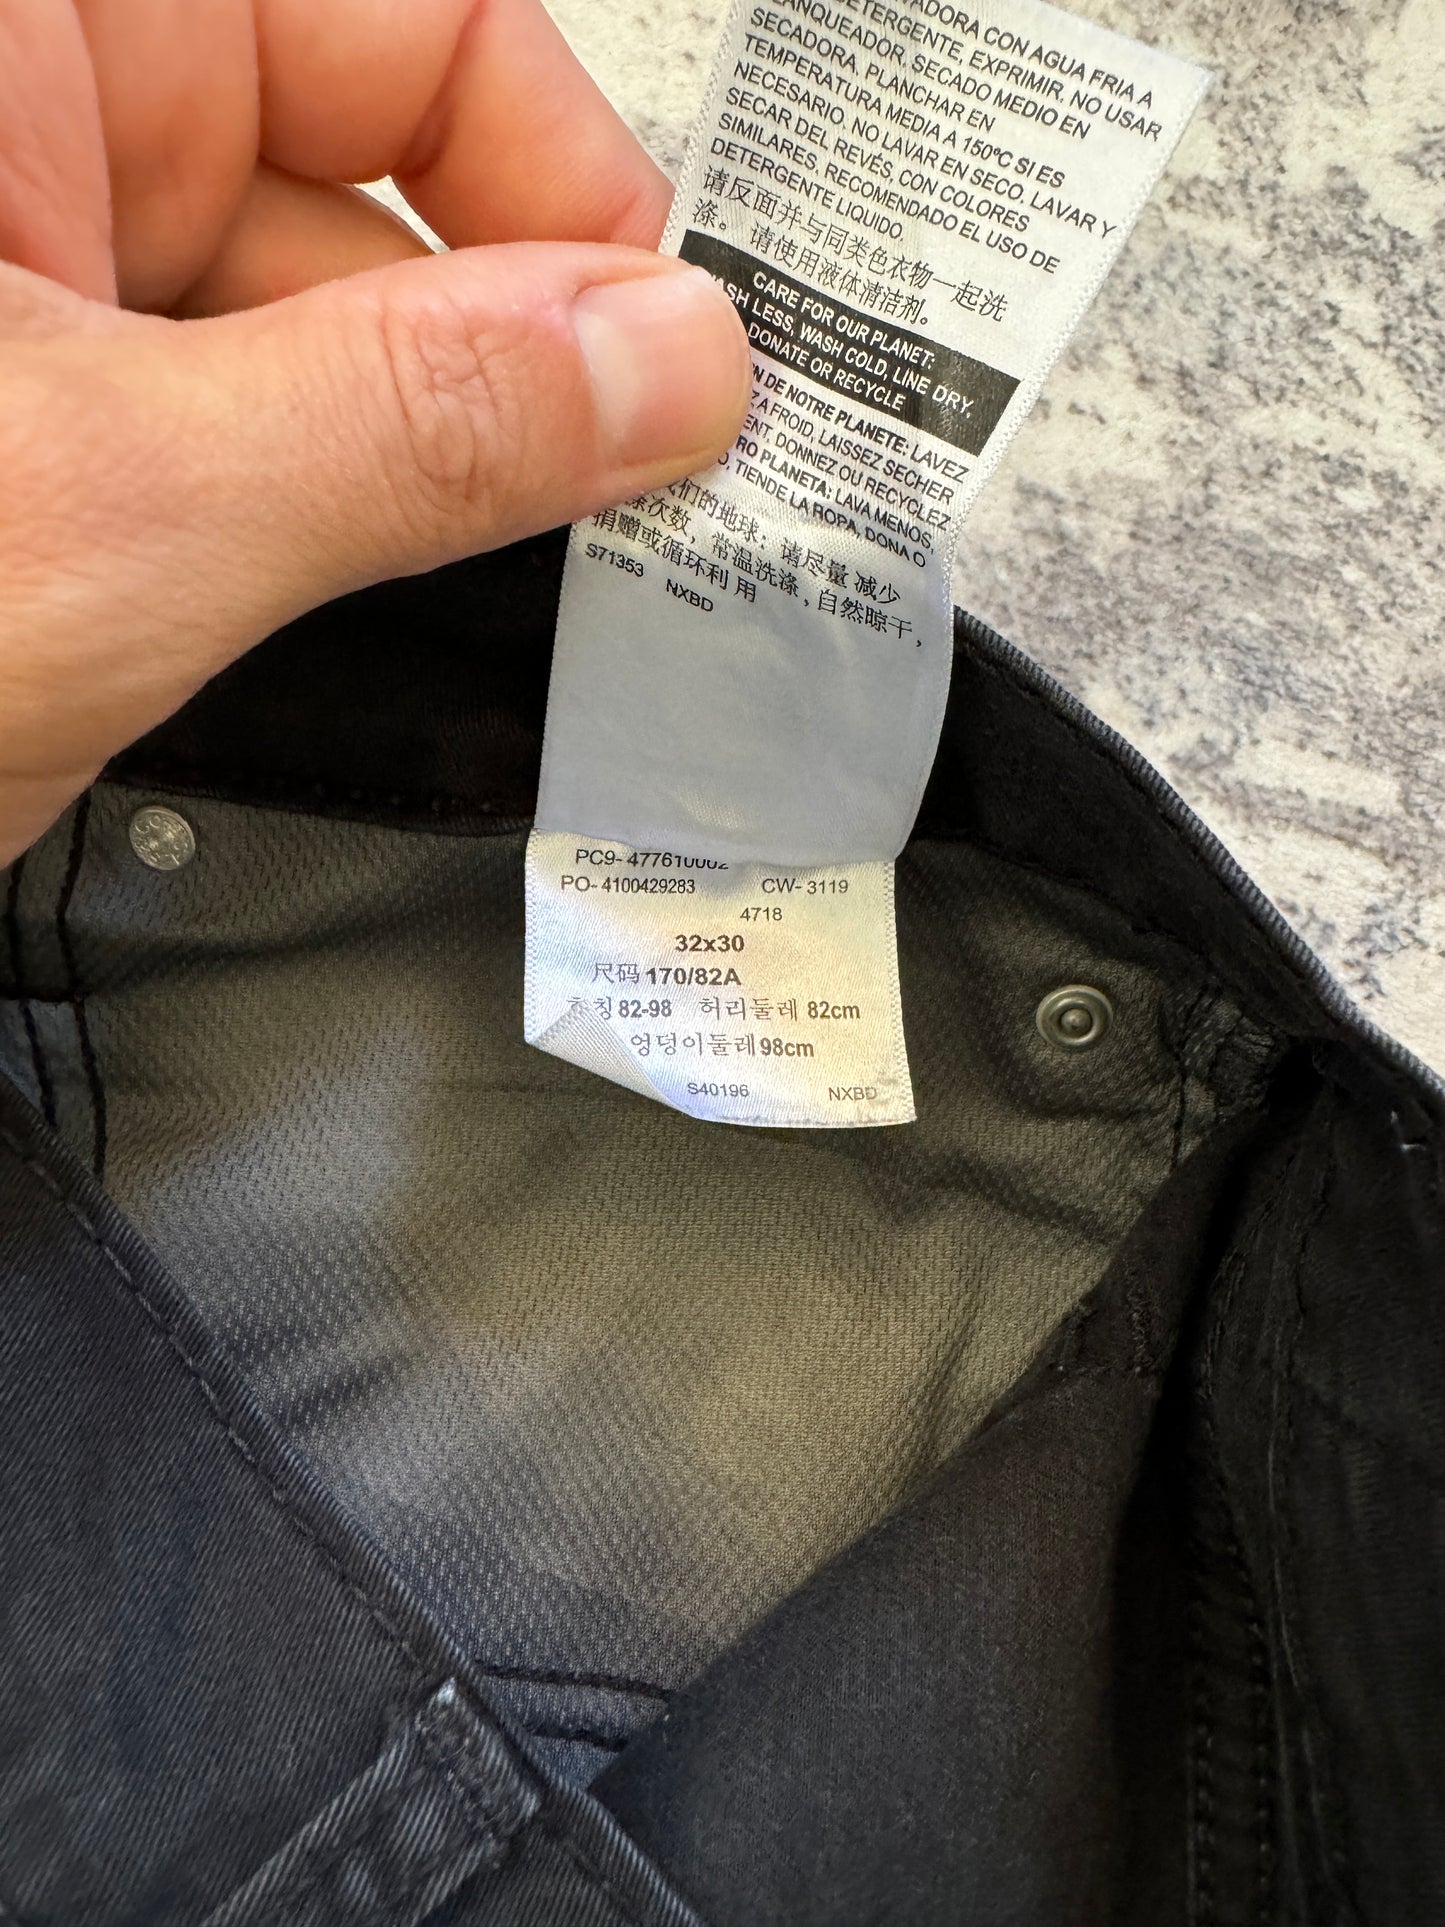 CON AGUA FRIA A
DETERGENTE, EXPRIMIR, NO USAR
BLANQUEADOR, SECADO MEDIO EN
SECADORA, PLANCHAR EN
TEMPERATURA MEDIA A 150°C SI ES
NECESARIO, NO LAVAR EN SECO, LAVAR Y
SECAR DEL REVÉS, CON COLORES
SIMILARES, RECOMENDADO EL USO DE
DETERGENTE LIQUIDO.
请反面并与同类色衣物一起洗
涤。 请使用液体清洁剂。
CARE FOR OUR PLANET:
WASH LESS, WASH COLD, LINE DRY,
DONATE OR RECYCLE
DE NOTRE PLANETE: LAVEZ
A FROID, LAISSEZ SECHER
DONNEZ OU RECYCLEZ
PLANETA: LAVA MENOS,
TIENDE LA ROPA, DONA O
们的地球: 请尽量 减少
次数, 常温洗涤, 自然晾干,
捐赠或循环利 用
S71353 NXBD
PC9- 477610002
PO- 4100429283 CW- 3119
4718
32x30
尺码 170/82A
호칭 82-98 허리둘레 82cm
엉덩이둘레 98cm
S40196 NXBD